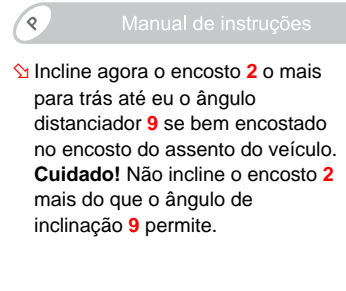 P Manual de instruções
Incline agora o encosto 2 o mais
para trás até eu o ângulo
distanciador 9 se bem encostado
no encosto do assento do veículo.
Cuidado! Não incline o encosto 2
mais do que o ângulo de
inclinação 9 permite.